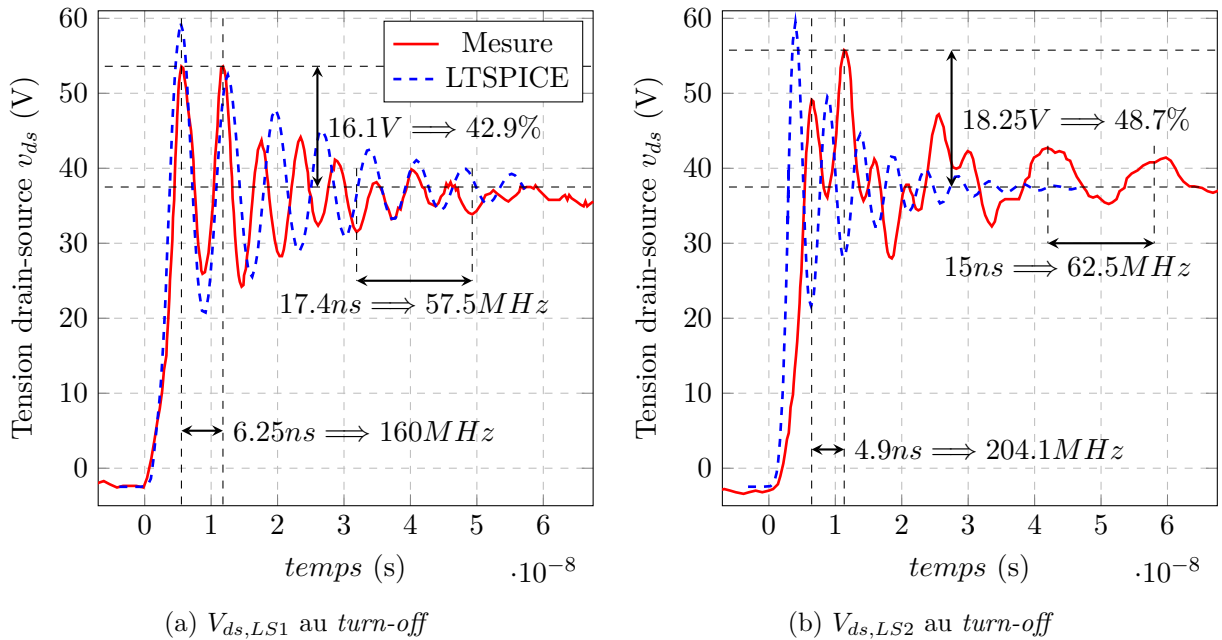 Tension drain-source v_ds (V)
60
50
40
30
20
10
0
Mesure
LTSPICE
16.1V ⟹ 42.9%
17.4ns ⟹ 57.5MHz
6.25ns ⟹ 160MHz
0 1 2 3 4 5 6
temps (s)
·10⁻⁸
(a) V_ds,LS1 au turn-off
Tension drain-source v_ds (V)
60
50
40
30
20
10
0
18.25V ⟹ 48.7%
15ns ⟹ 62.5MHz
4.9ns ⟹ 204.1MHz
0 1 2 3 4 5 6
temps (s)
·10⁻⁸
(b) V_ds,LS2 au turn-off